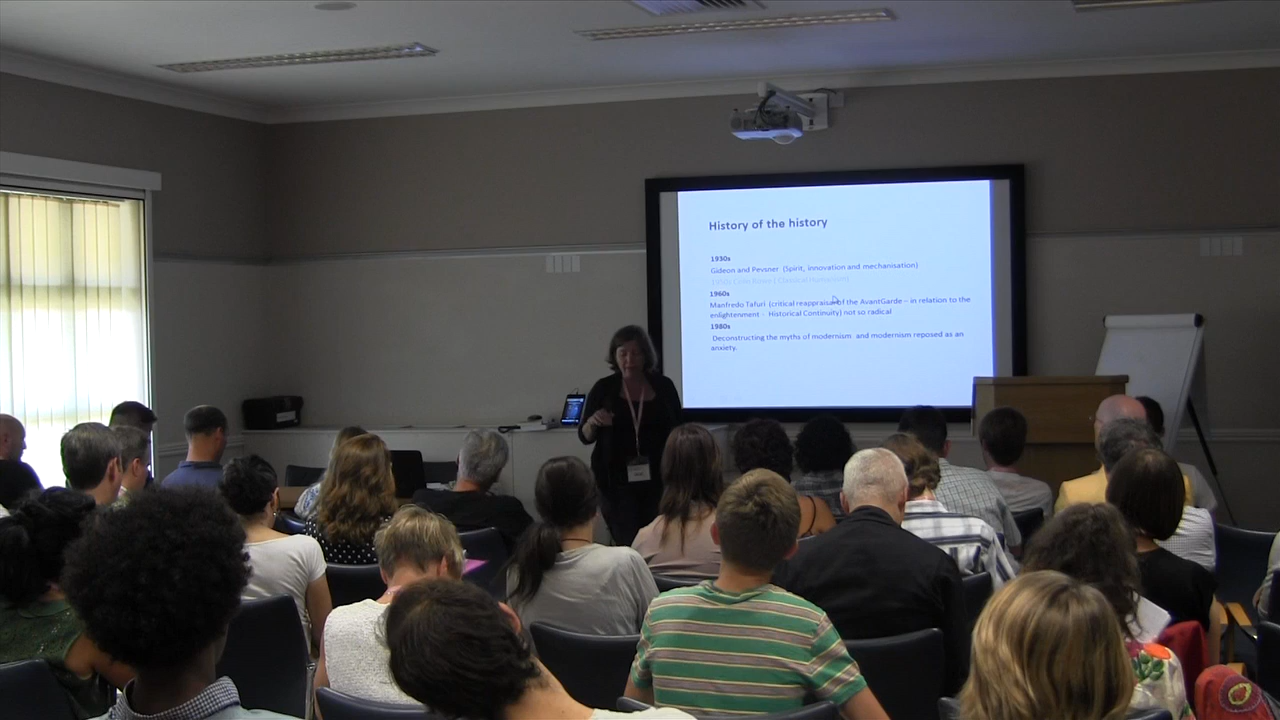 History of the history
1930s
Gideon and Pevsner (Spirit, innovation and mechanisation)
1960s
Manfredo Tafuri (critical reappraisal of the AvantGarde – in relation to the
enlightenment - Historical Continuity) not so radical
1980s
Deconstructing the myths of modernism and modernism reposed as an
anxiety.